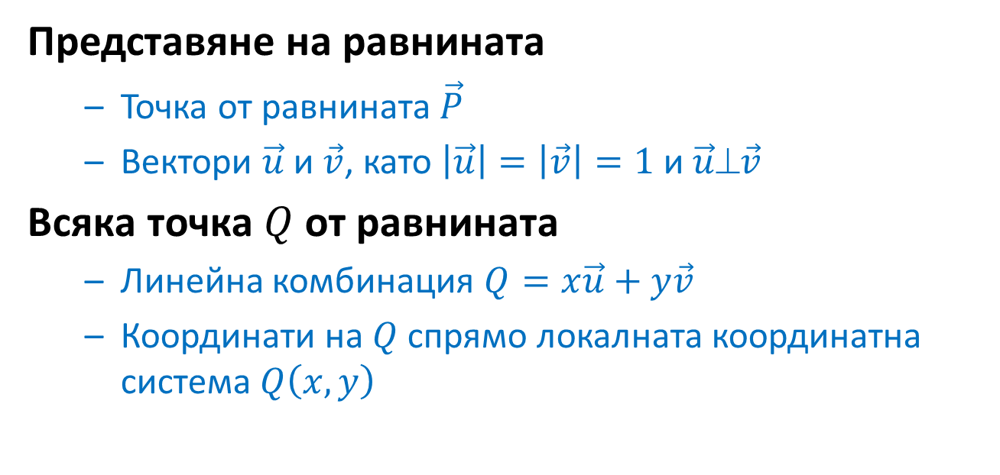 Представяне на равнината
– Точка от равнината $\vec{P}$
– Вектори $\vec{u}$ и $\vec{v}$, като $|\vec{u}| = |\vec{v}| = 1$ и $\vec{u} \perp \vec{v}$
Всяка точка $Q$ от равнината
– Линейна комбинация $Q = x\vec{u} + y\vec{v}$
– Координати на $Q$ спрямо локалната координатна
система $Q(x, y)$